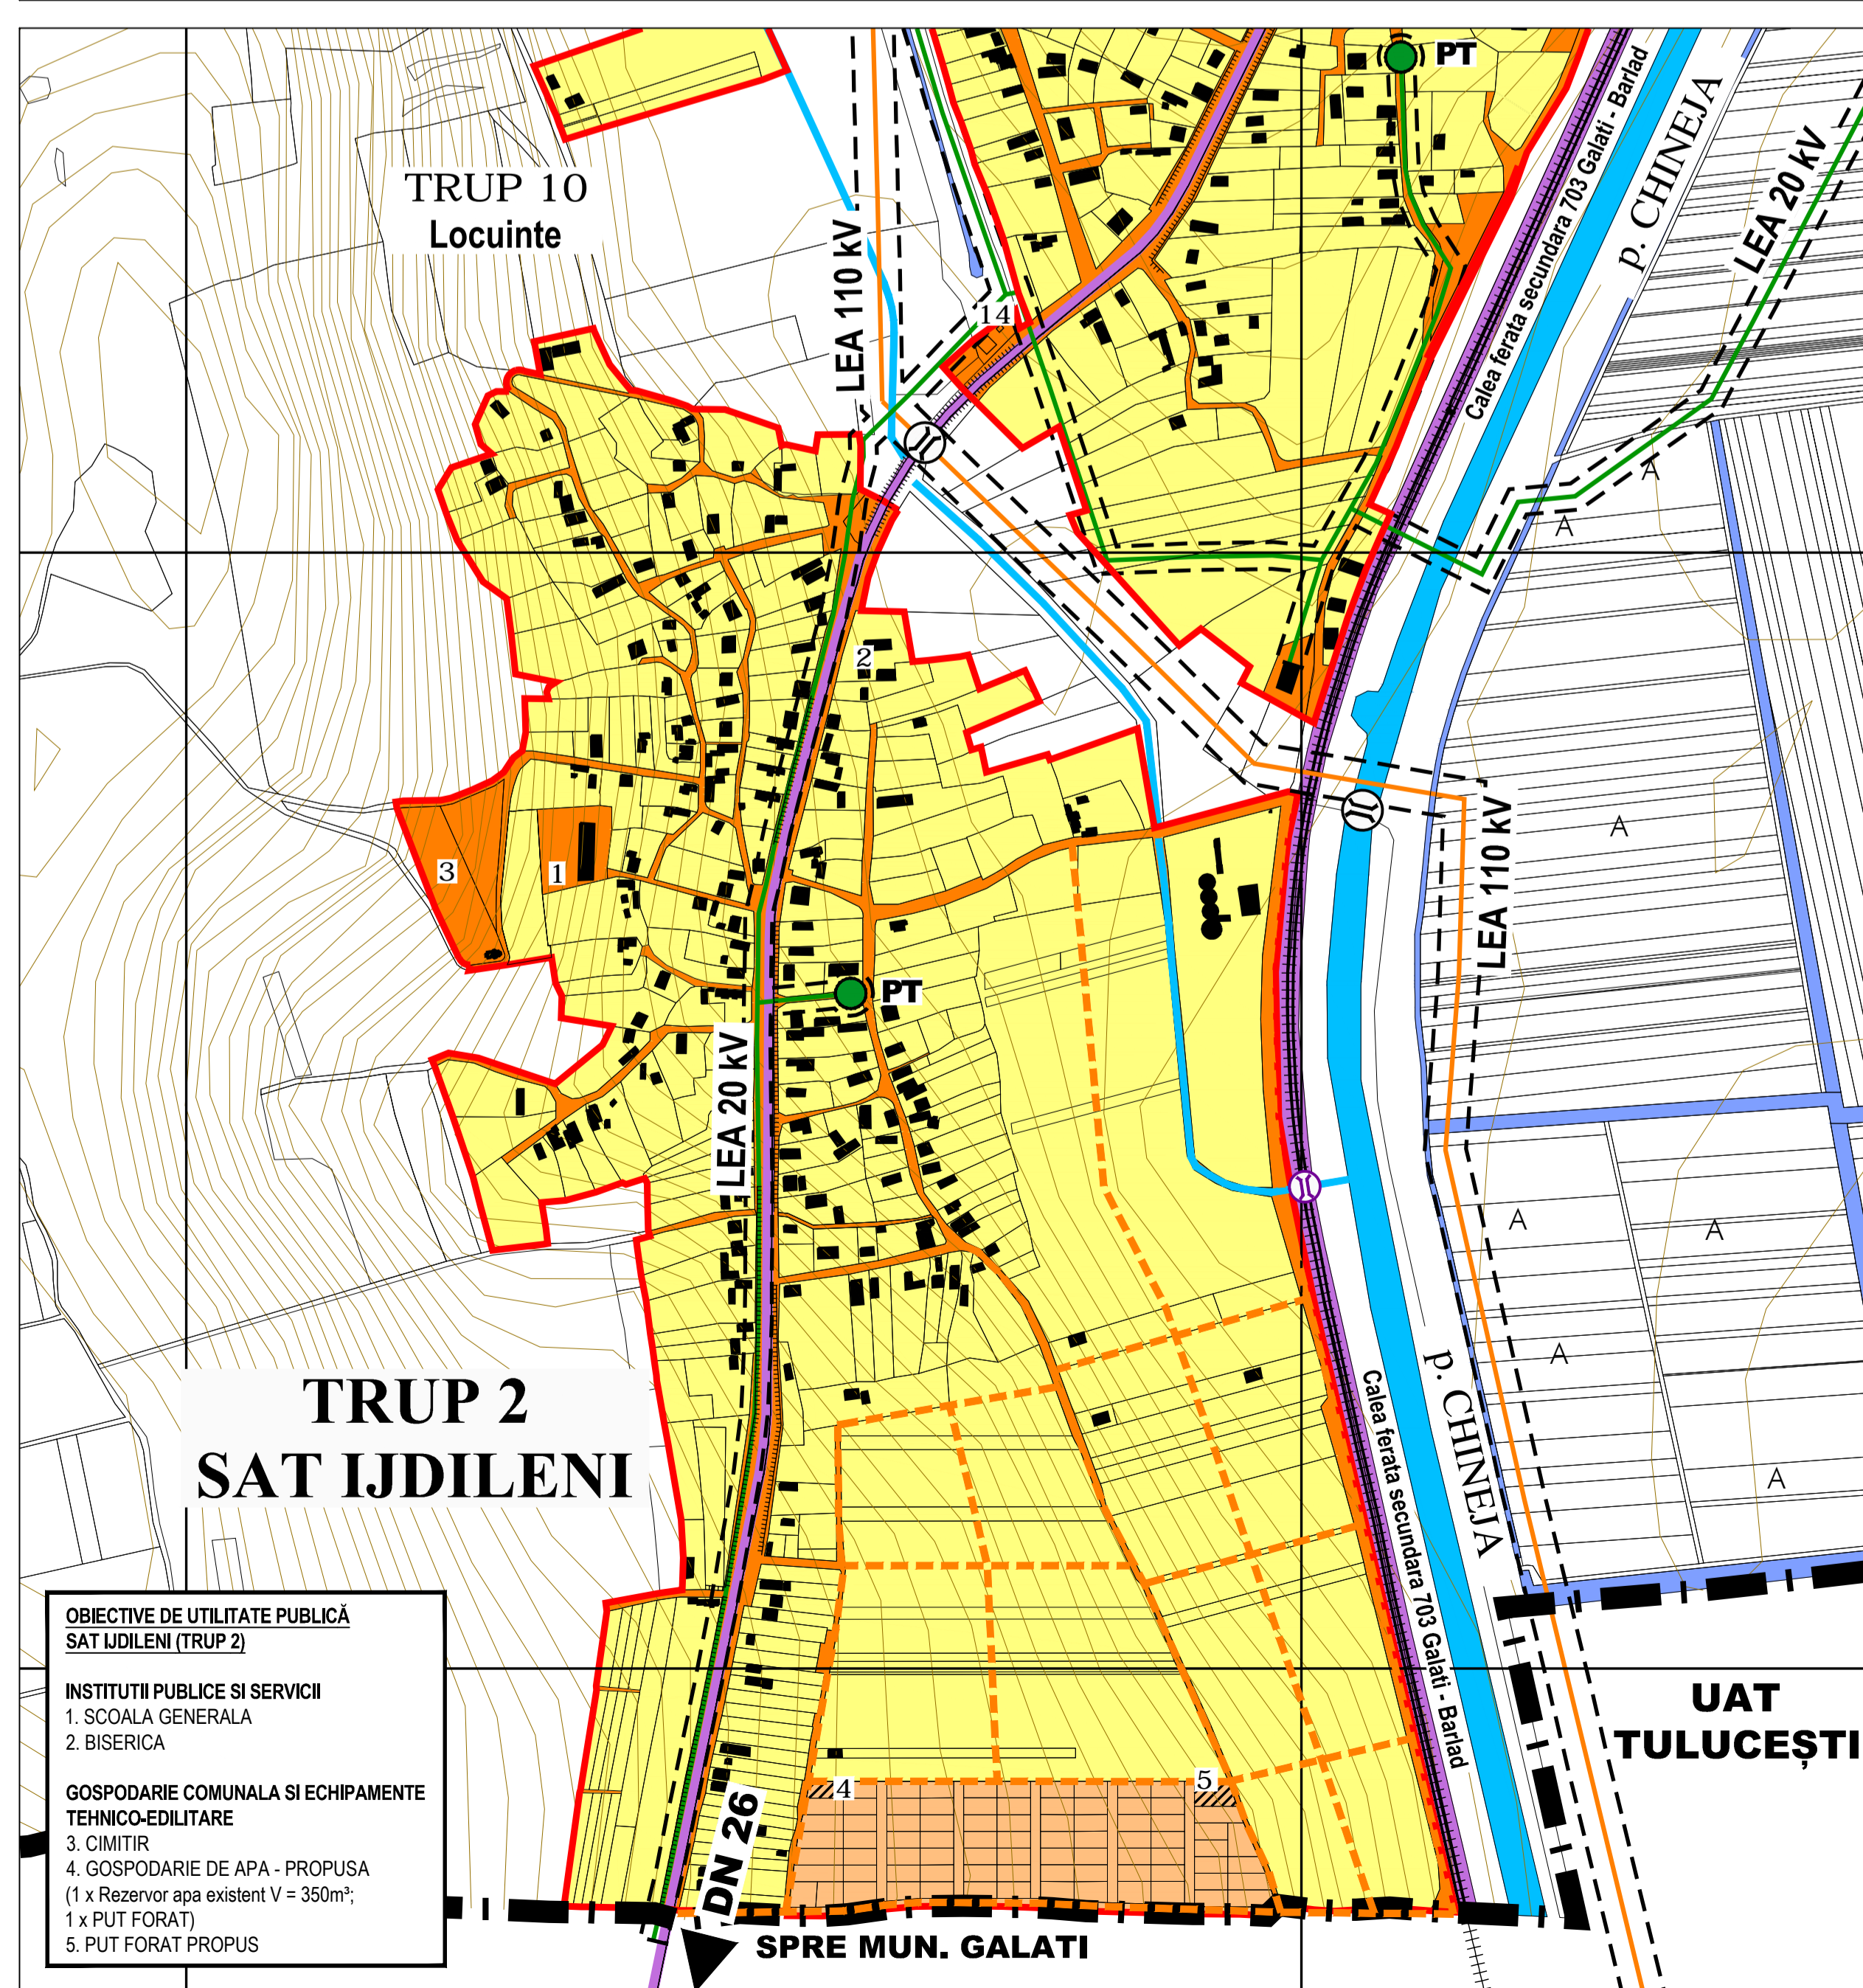 PT
Calea ferata secundara 703 Galati - Barlad
p. CHINEJA
LEA 20 kV
TRUP 10
Locuinte
LEA 110 kV
14
A
A
2
A
3
1
LEA 110 kV
PT
LEA 20 kV
A
A
A
A
p. CHINEJA
Calea ferata secundara 703 Galati - Barlad
TRUP 2
SAT IJDILENI
OBIECTIVE DE UTILITATE PUBLICĂ
SAT IJDILENI (TRUP 2)
INSTITUTII PUBLICE SI SERVICII
1. SCOALA GENERALA
2. BISERICA
GOSPODARIE COMUNALA SI ECHIPAMENTE
TEHNICO-EDILITARE
3. CIMITIR
4. GOSPODARIE DE APA - PROPUSA
(1 x Rezervor apa existent V = 350m³;
1 x PUT FORAT)
5. PUT FORAT PROPUS
UAT
TULUCEȘTI
4
5
DN 26
SPRE MUN. GALATI